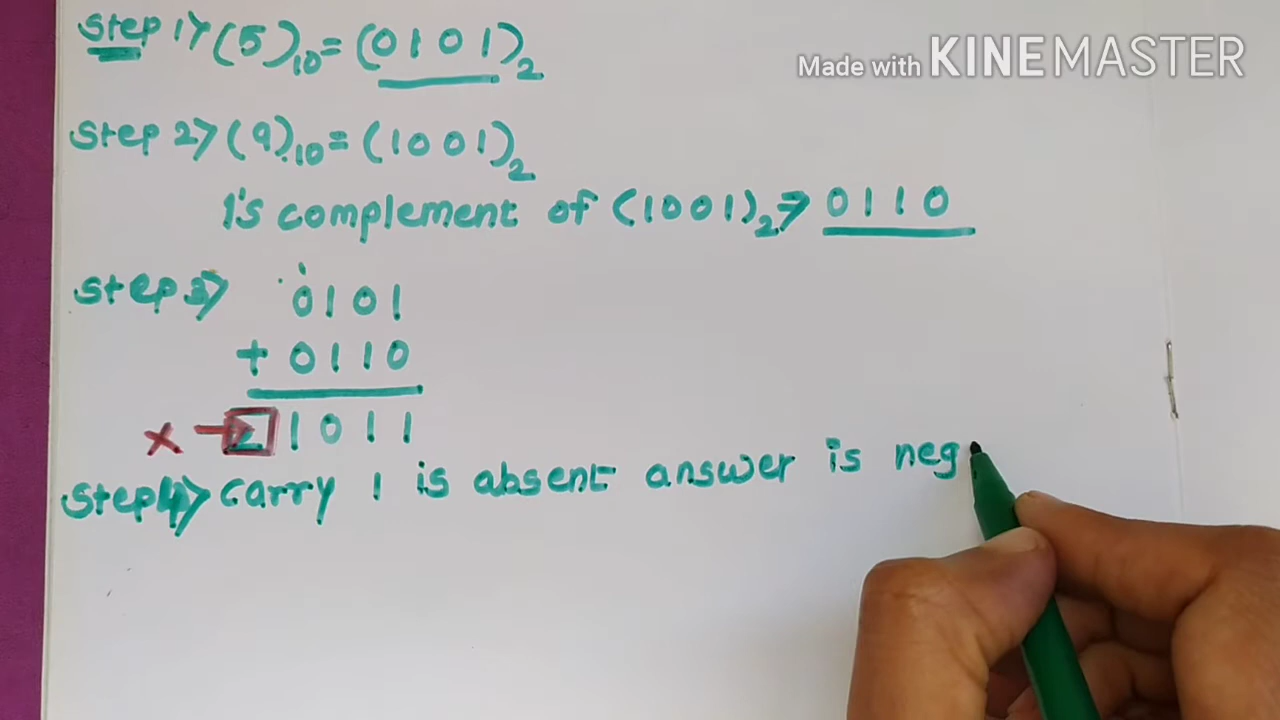 Made with KINEMASTER
Step 1> (5)10 = (0101)2
Step 2> (9)10 = (1001)2
1's complement of (1001)2 → 0110
Step 3> 0101
+ 0110
x → 1011
Step 4> Carry 1 is absent answer is neg